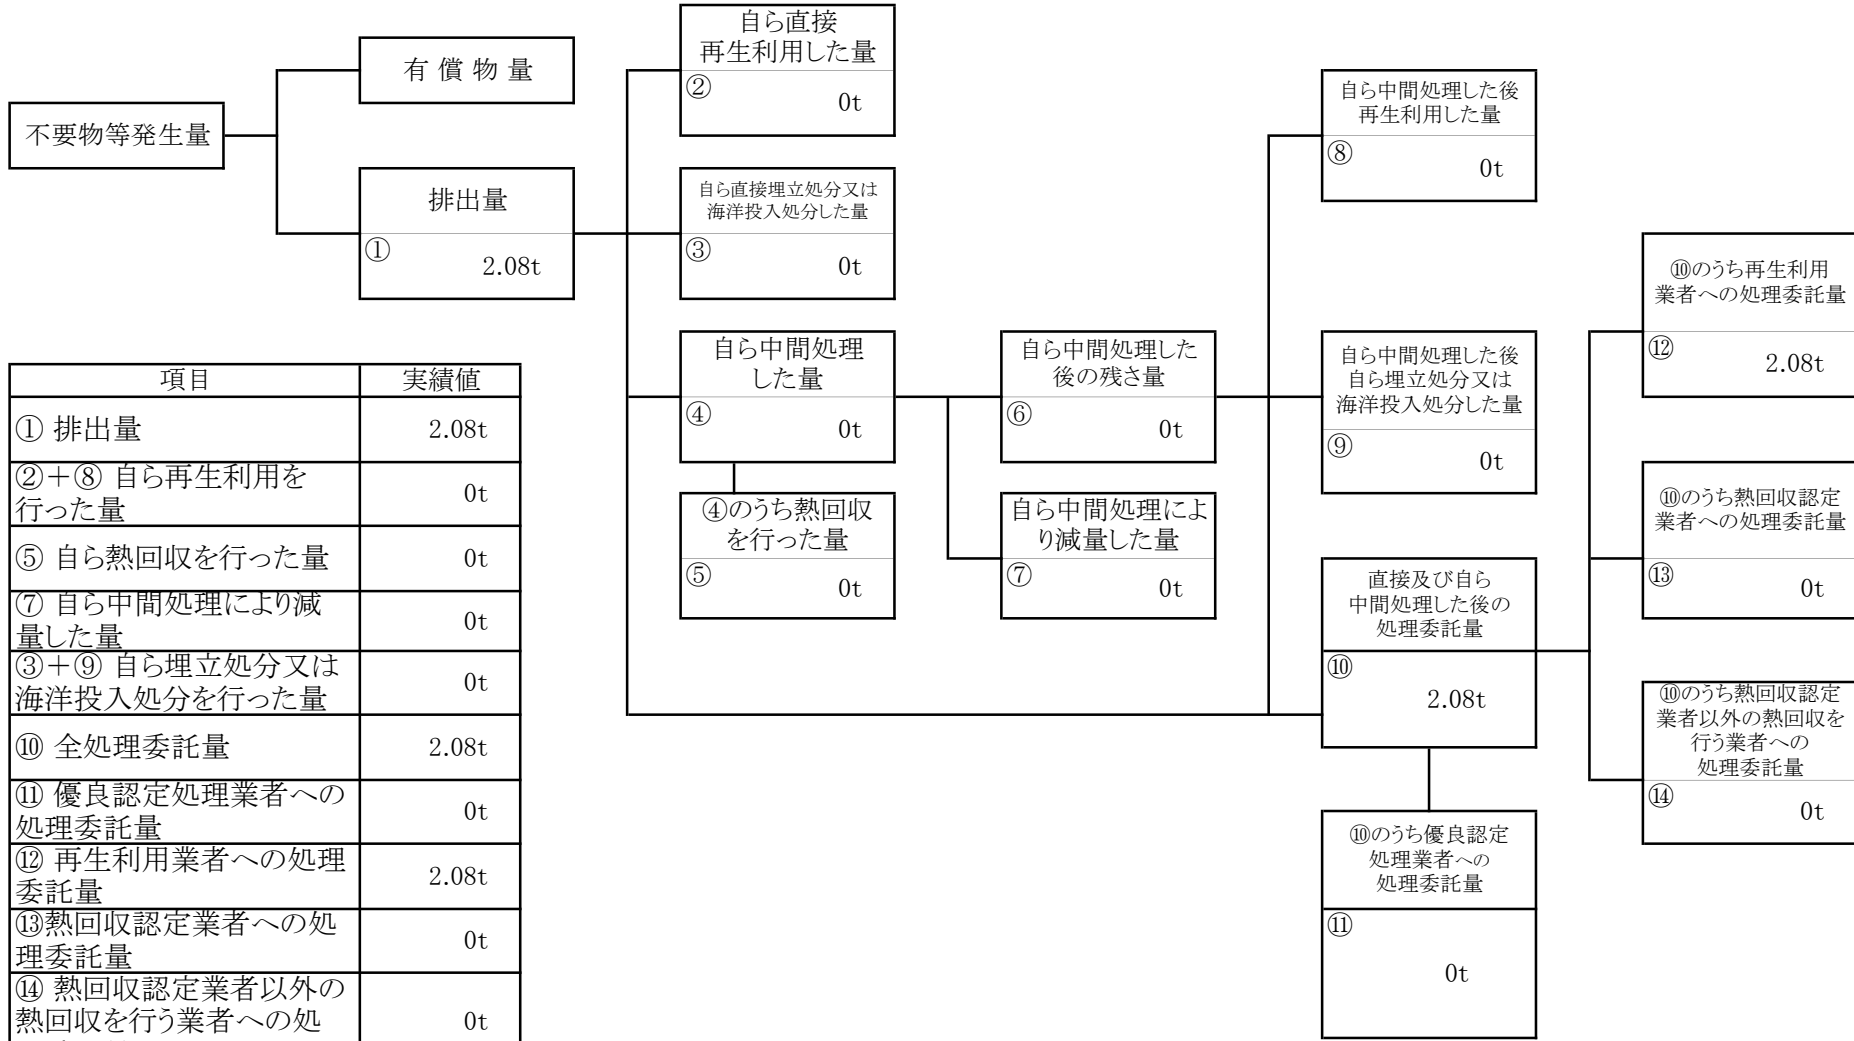 不要物等発生量
有 償 物 量
排出量
①
2.08t
自ら直接
再生利用した量
②
0t
自ら直接埋立処分又は
海洋投入処分した量
③
0t
自ら中間処理
した量
④
0t
④のうち熱回収
を行った量
⑤
0t
自ら中間処理した
後の残さ量
⑥
0t
自ら中間処理によ
り減量した量
⑦
0t
自ら中間処理した後
再生利用した量
⑧
0t
自ら中間処理した後
自ら埋立処分又は
海洋投入処分した量
⑨
0t
直接及び自ら
中間処理した後の
処理委託量
⑩
2.08t
⑩のうち優良認定
処理業者への
処理委託量
⑪
0t
⑩のうち再生利用
業者への処理委託量
⑫
2.08t
⑩のうち熱回収認定
業者への処理委託量
⑬
0t
⑩のうち熱回収認定
業者以外の熱回収を
行う業者への
処理委託量
⑭
0t
項目 実績値
① 排出量 2.08t
②+⑧ 自ら再生利用を
行った量 0t
⑤ 自ら熱回収を行った量 0t
⑦ 自ら中間処理により減
量した量 0t
③+⑨ 自ら埋立処分又は
海洋投入処分を行った量 0t
⑩ 全処理委託量 2.08t
⑪ 優良認定処理業者への
処理委託量 0t
⑫ 再生利用業者への処理
委託量 2.08t
⑬熱回収認定業者への処
理委託量 0t
⑭ 熱回収認定業者以外の
熱回収を行う業者への処 0t